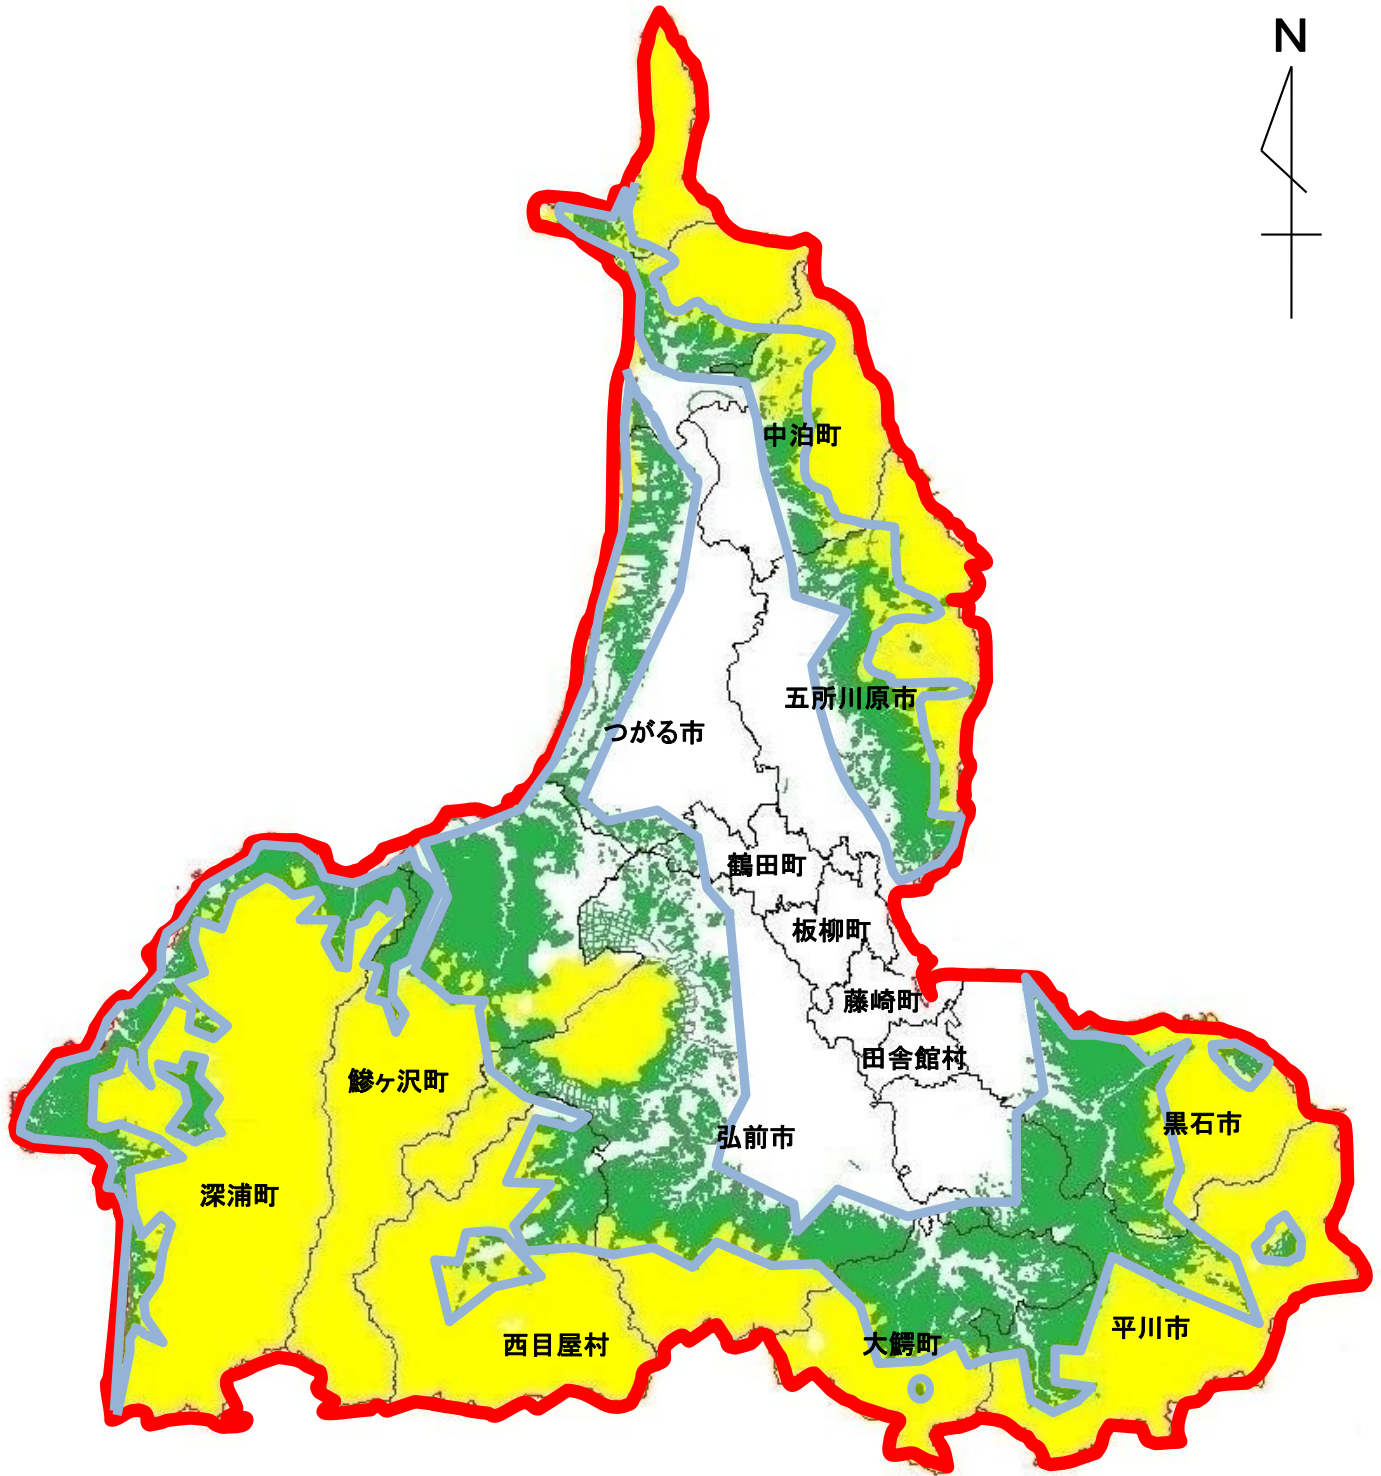 N
中泊町
五所川原市
つがる市
鶴田町
板柳町
藤崎町
田舎館村
鰺ヶ沢町
黒石市
弘前市
深浦町
平川市
西目屋村
大鰐町